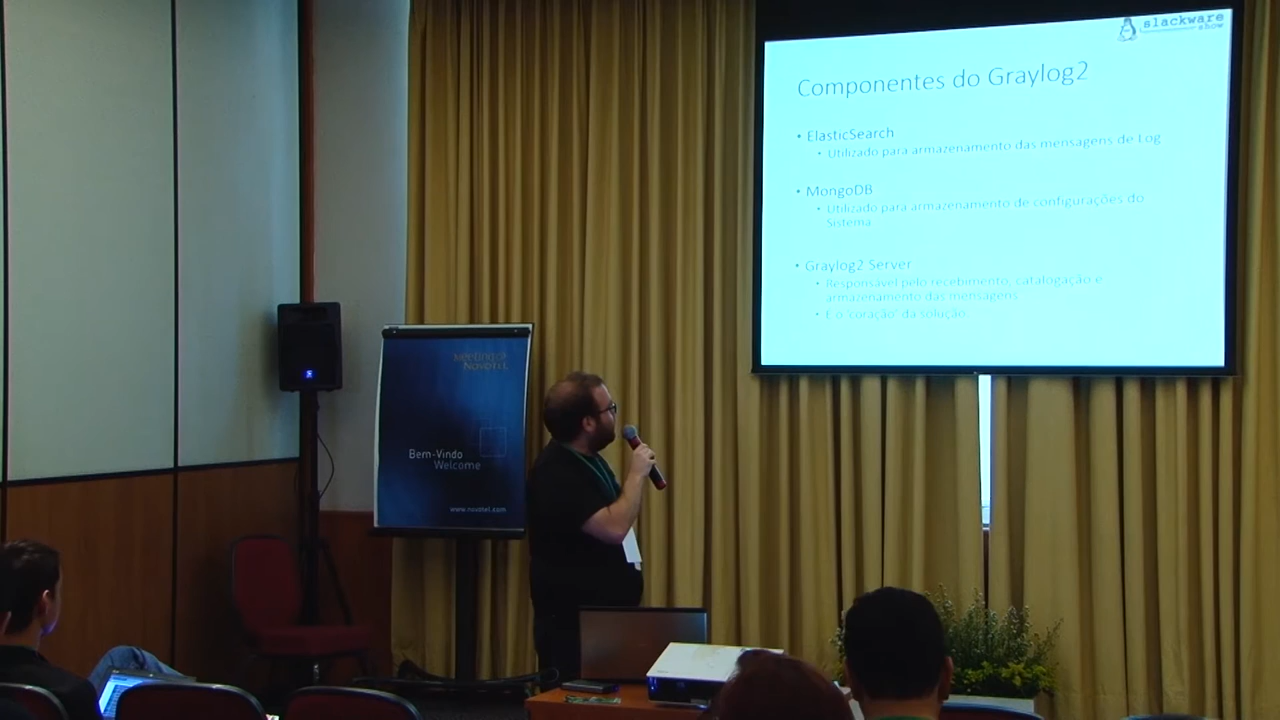 slackware
show
Componentes do Graylog2
• ElasticSearch
• Utilizado para armazenamento das mensagens de Log
• MongoDB
• Utilizado para armazenamento de configurações do
Sistema
• Graylog2 Server
• Responsável pelo recebimento, catalogação e
armazenamento das mensagens
• É o 'coração' da solução.
Meeting@
Novotel
Bem-Vindo
Welcome
www.novotel.com